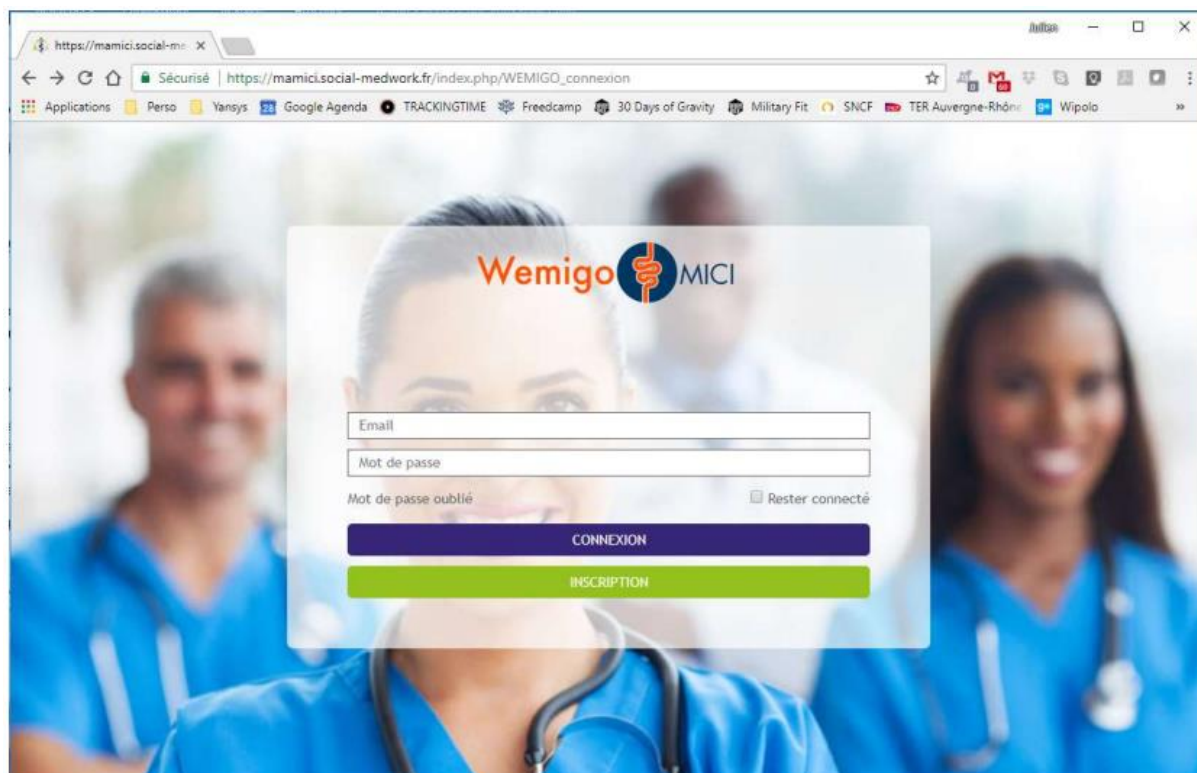 Julien
https://mamici.social-me
Sécurisé | https://mamici.social-medwork.fr/index.php/WEMIGO_connexion
Applications Perso Yansys 28 Google Agenda TRACKINGTIME Freedcamp 30 Days of Gravity Military Fit SNCF TER Auvergne-Rhône Wipolo »
Wemigo MICI
Email
Mot de passe
Mot de passe oublié Rester connecté
CONNEXION
INSCRIPTION